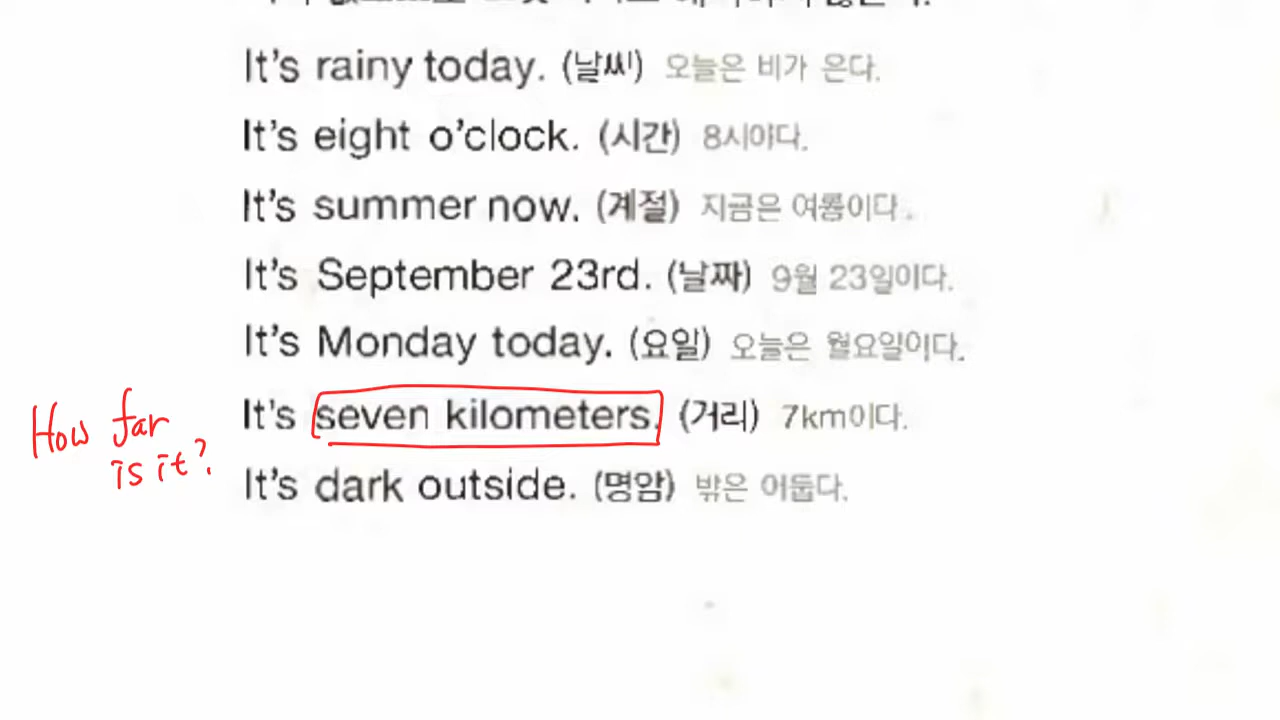 It's rainy today. (날씨) 오늘은 비가 온다.
It's eight o'clock. (시간) 8시이다.
It's summer now. (계절) 지금은 여름이다.
It's September 23rd. (날짜) 9월 23일이다.
It's Monday today. (요일) 오늘은 월요일이다.
It's seven kilometers. (거리) 7km이다.
How far
is it?
It's dark outside. (명암) 밖은 어둡다.